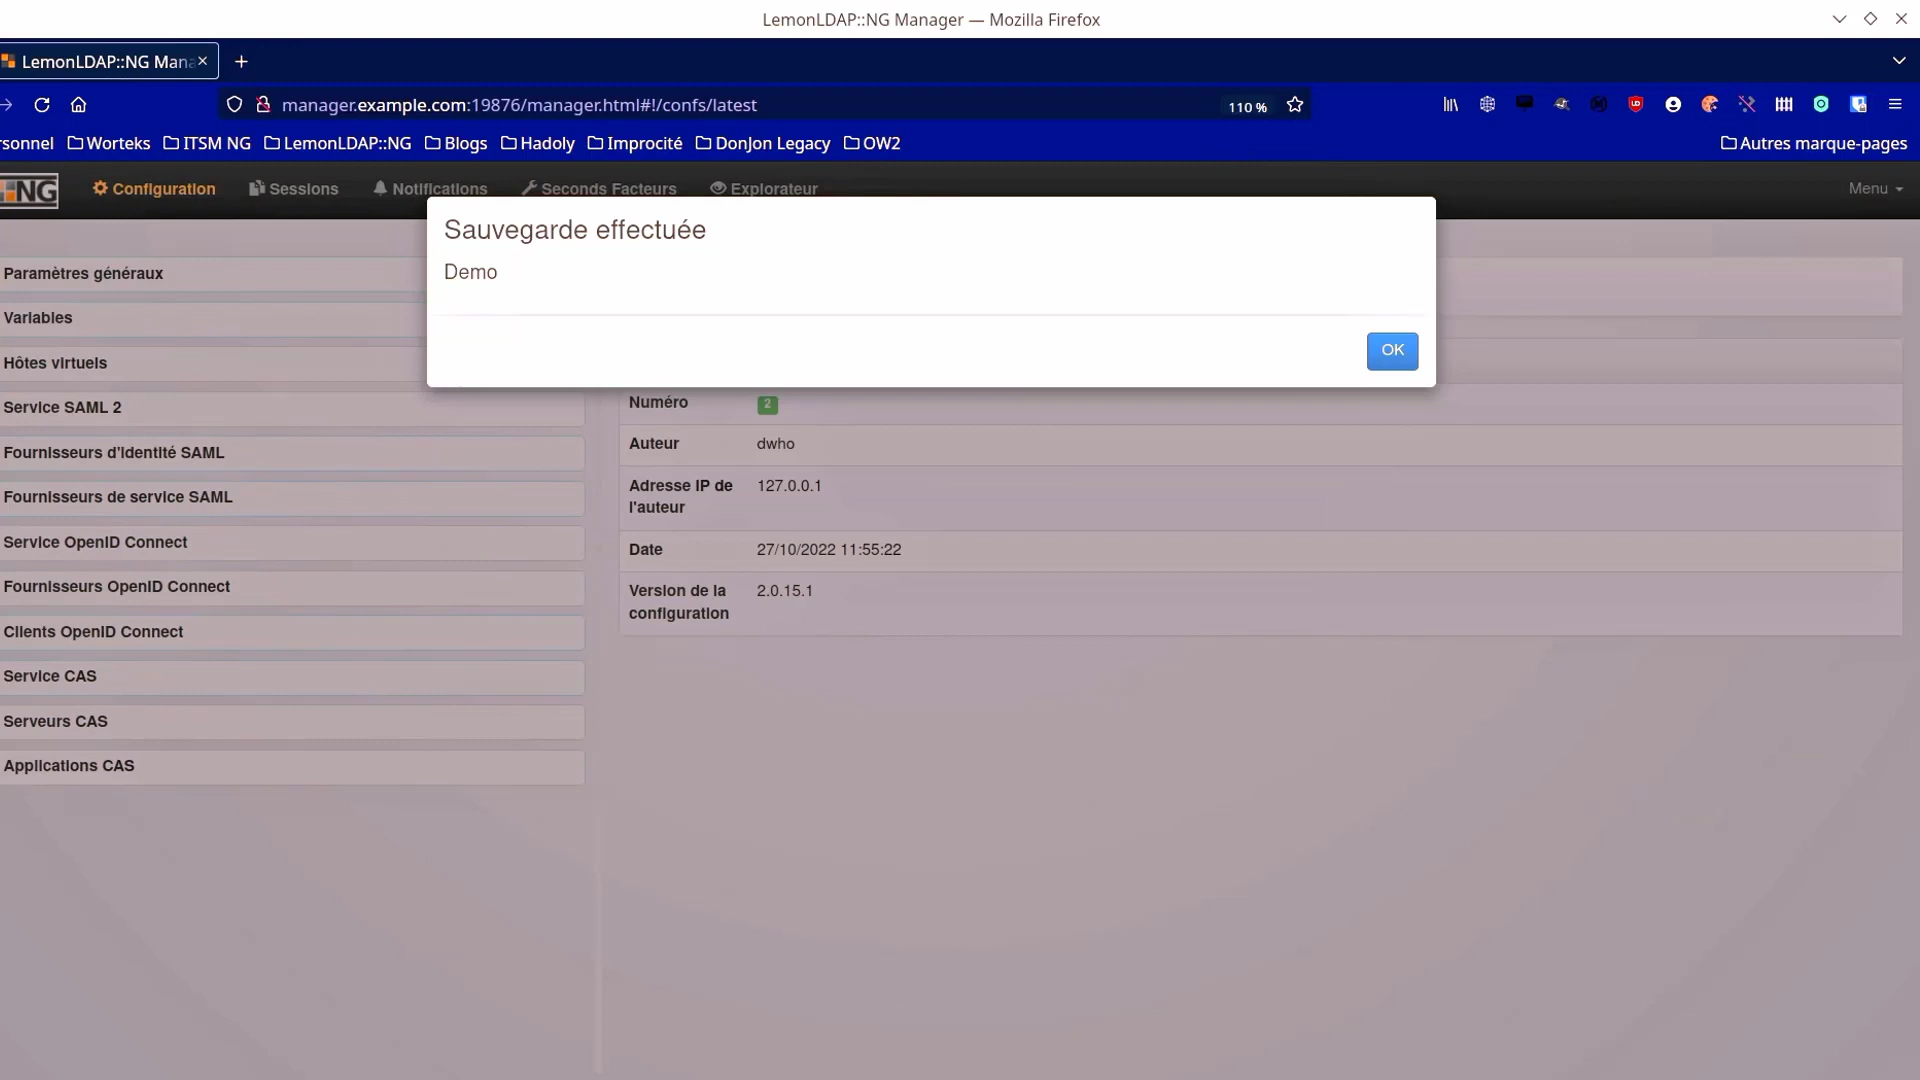 LemonLDAP::NG Manager — Mozilla Firefox
LemonLDAP::NG Mana
manager.example.com:19876/manager.html#!/confs/latest
110 %
rsonnel Worteks ITSM NG LemonLDAP::NG Blogs Hadoly Improcité DonJon Legacy OW2 Autres marque-pages
NG Configuration Sessions Notifications Seconds Facteurs Explorateur Menu
Sauvegarde effectuée
Demo
OK
Paramètres généraux
Variables
Hôtes virtuels
Service SAML 2
Fournisseurs d'identité SAML
Fournisseurs de service SAML
Service OpenID Connect
Fournisseurs OpenID Connect
Clients OpenID Connect
Service CAS
Serveurs CAS
Applications CAS
Numéro 2
Auteur dwho
Adresse IP de 127.0.0.1
l'auteur
Date 27/10/2022 11:55:22
Version de la 2.0.15.1
configuration